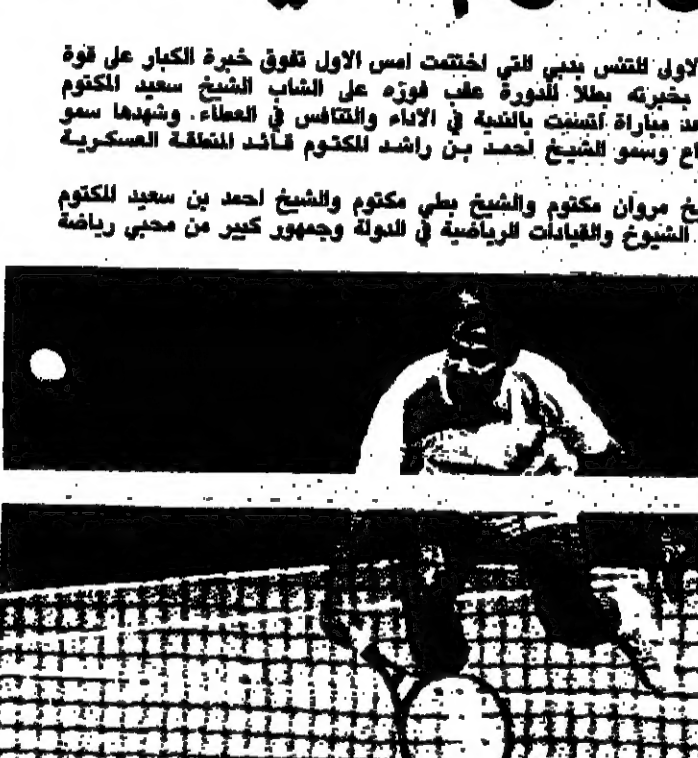 الاولى للتنس بدبي التي اختتمت امس الاول تفوق خبرة الكبار على قوة
بخبرته بطلا للدورة عقب فوزه على الشاب الشيخ سعيد المكتوم
مباراة اتسمت بالندية في الاداء والتنافس في العطاء. وشهدها سمو
وسمو الشيخ احمد بن راشد المكتوم قائد المنطقة العسكرية
مروان مكتوم والشيخ بطي مكتوم والشيخ احمد بن سعيد المكتوم
الشيوخ والقيادات الرياضية في الدولة وجمهور كبير من محبي رياضة